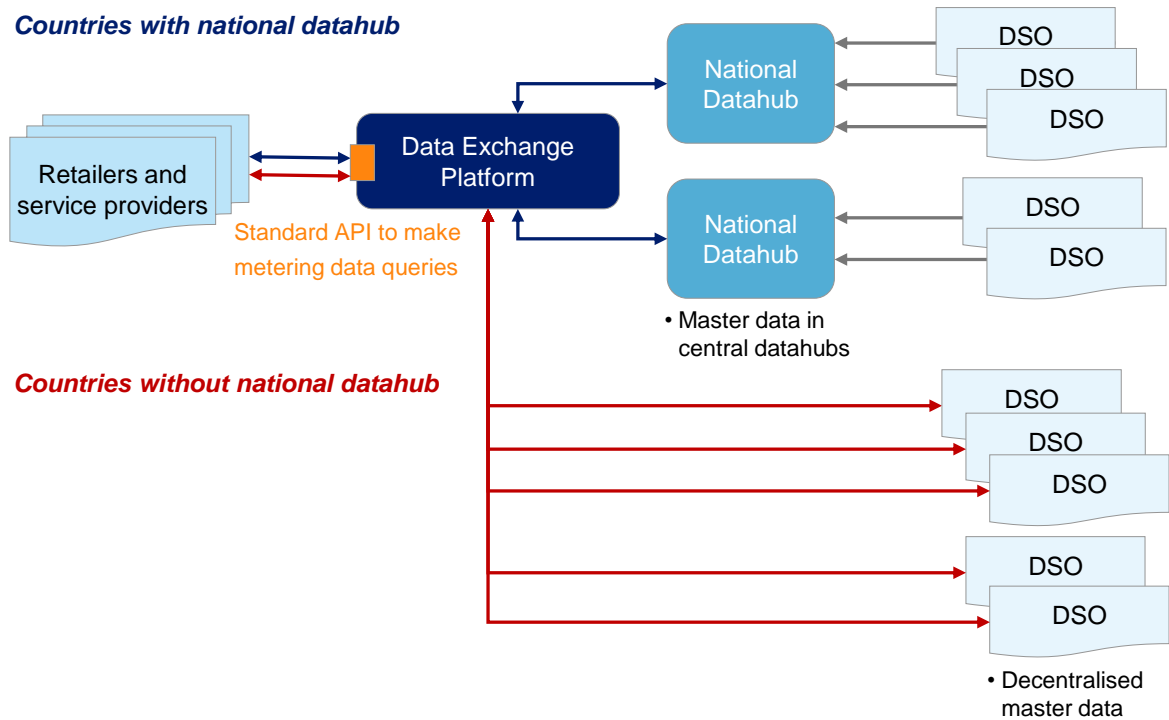 Countries with national datahub
DSO
DSO
DSO
National
Datahub
Data Exchange
Platform
Retailers and
service providers
Standard API to make
metering data queries
National
Datahub
DSO
DSO
• Master data in
central datahubs
Countries without national datahub
DSO
DSO
DSO
DSO
DSO
• Decentralised
master data